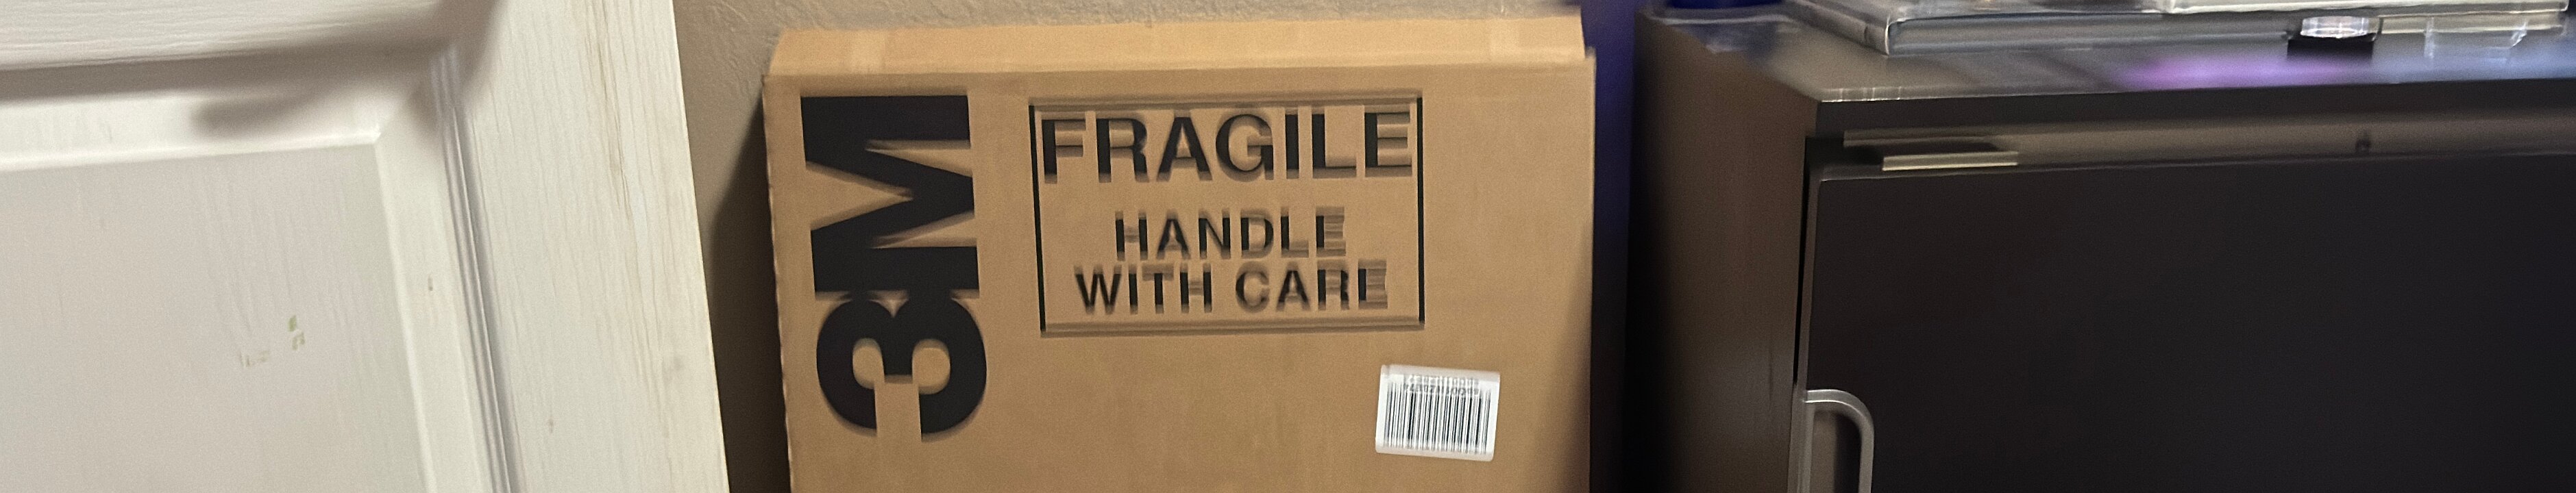 3M
FRAGILE
HANDLE
WITH CARE